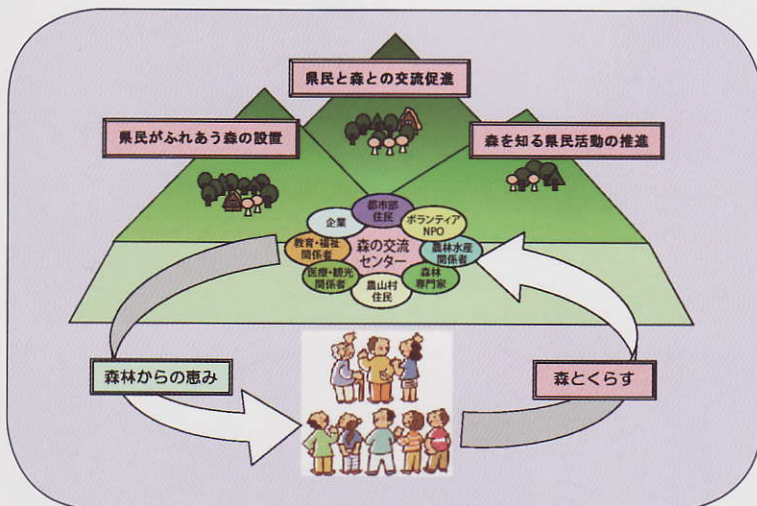 県民と森との交流促進
県民がふれあう森の設置
森を知る県民活動の推進
都市部
住民
企業
ボランティア
NPO
教育・福祉
関係者
森の交流
センター
農林水産
関係者
医療・観光
関係者
森林
専門家
農山村
住民
森林からの恵み
森とくらす